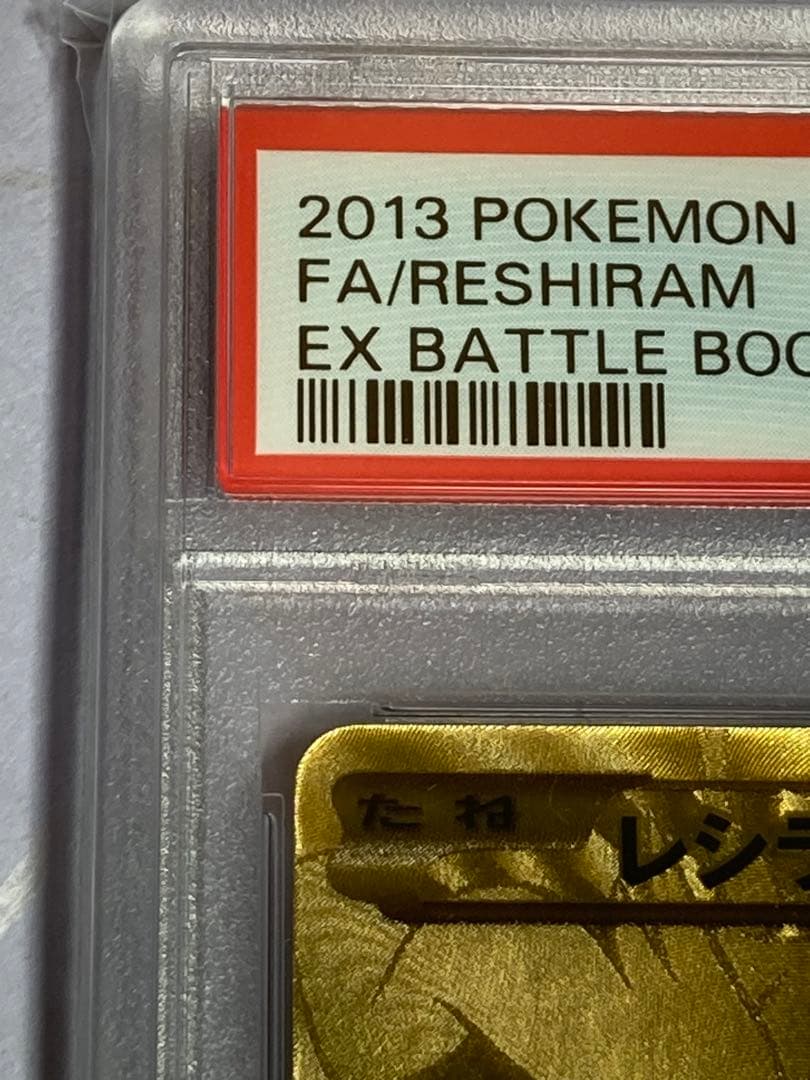 2013 POKEMON
FA/RESHIRAM
EX BATTLE BOO
たね
レシラ